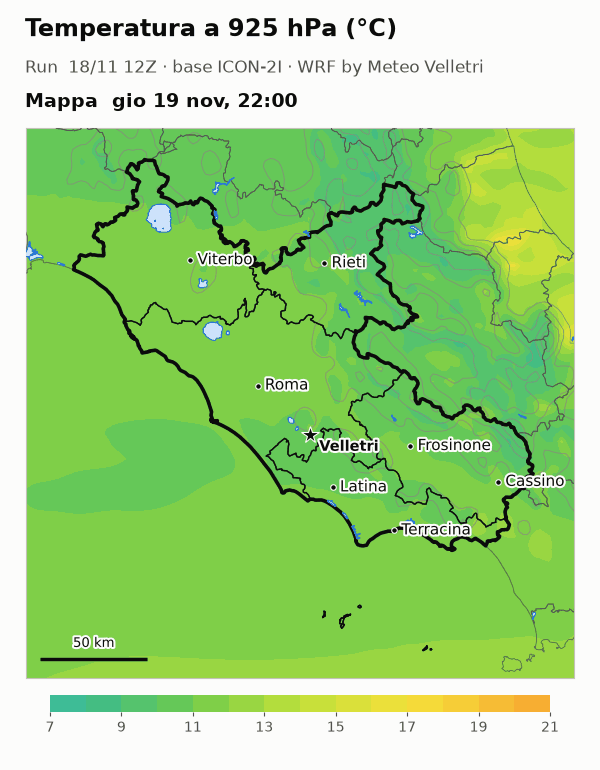 Temperatura a 925 hPa (°C)
Run  18/11 12Z · base ICON-2I · WRF by Meteo Velletri
Mappa  gio 19 nov, 22:00
Viterbo
Rieti
Roma
Velletri
Frosinone
Latina
Cassino
Terracina
50 km
7 9 11 13 15 17 19 21